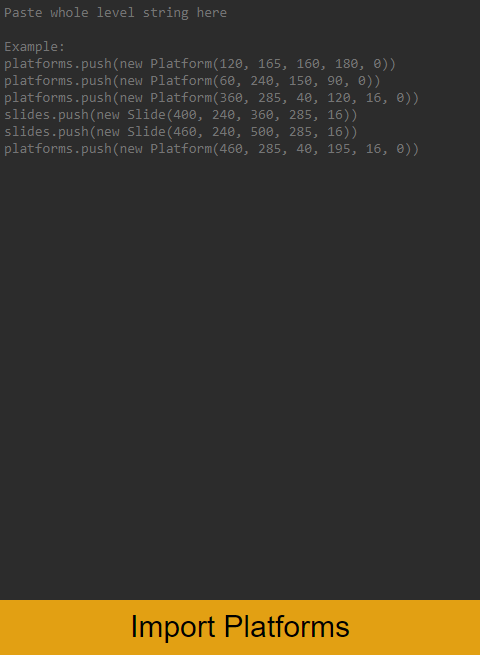 Paste whole level string here

Example:
platforms.push(new Platform(120, 165, 160, 180, 0))
platforms.push(new Platform(60, 240, 150, 90, 0))
platforms.push(new Platform(360, 285, 40, 120, 16, 0))
slides.push(new Slide(400, 240, 360, 285, 16))
slides.push(new Slide(460, 240, 500, 285, 16))
platforms.push(new Platform(460, 285, 40, 195, 16, 0))
Import Platforms